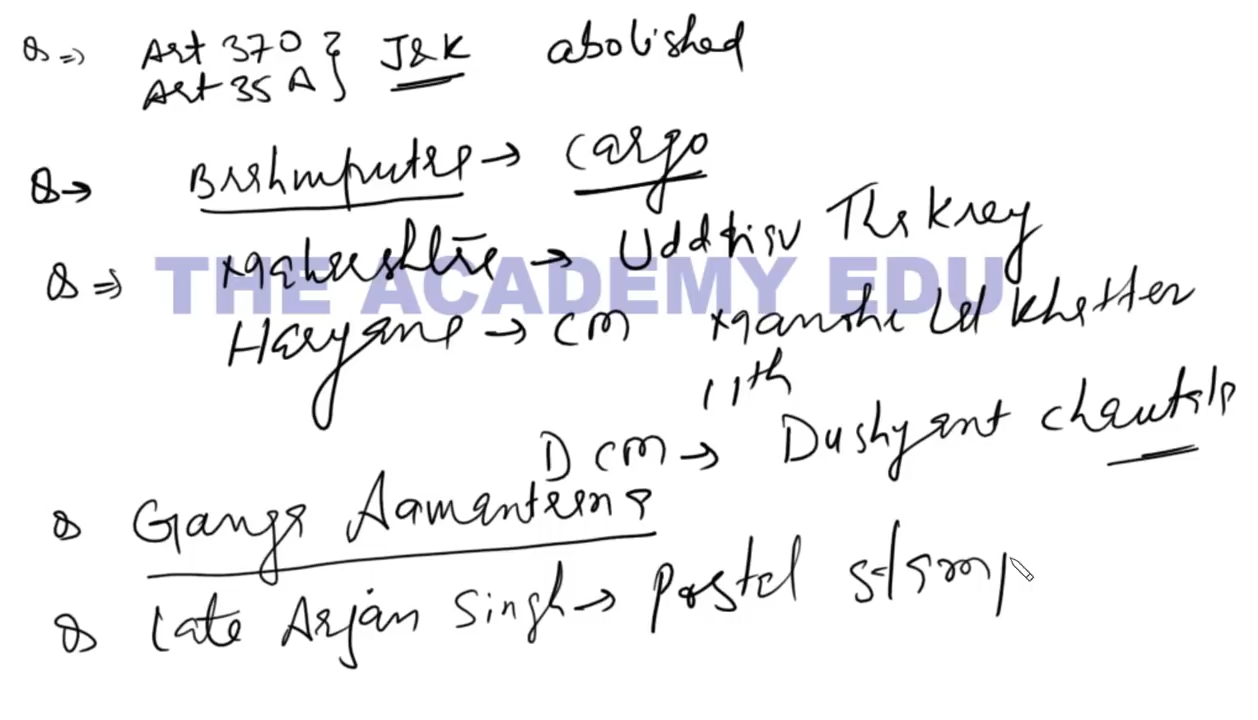 Q ⇒ Art 370 } J&K abolished
Art 35 A }
Q → Brahmputra → Cargo
Q ⇒ Maharashtra → Uddhav Thakrey
THE ACADEMY EDU
Haryana → CM Manohar Lal Khattar
11th
D CM → Dushyant Chautala
Q Ganga Aamantran
Q Late Arjan Singh → Postal stamp